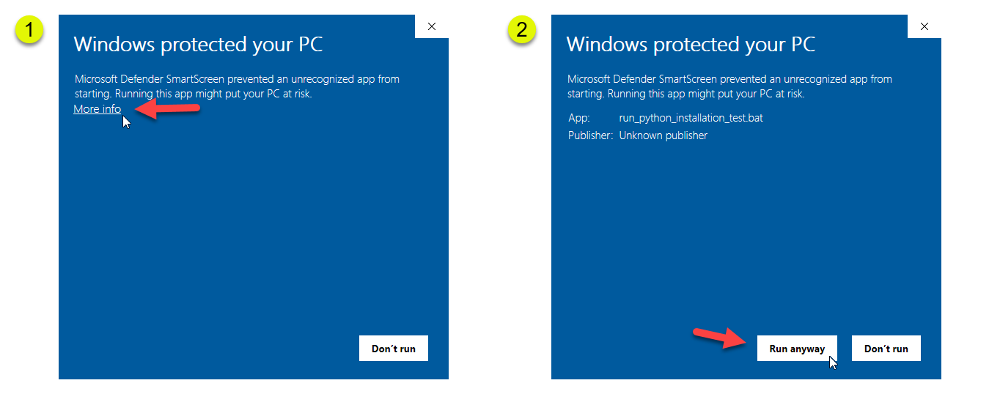 1
Windows protected your PC
Microsoft Defender SmartScreen prevented an unrecognized app from
starting. Running this app might put your PC at risk.
More info
Don't run
2
Windows protected your PC
Microsoft Defender SmartScreen prevented an unrecognized app from
starting. Running this app might put your PC at risk.
App: run_python_installation_test.bat
Publisher: Unknown publisher
Run anyway Don't run